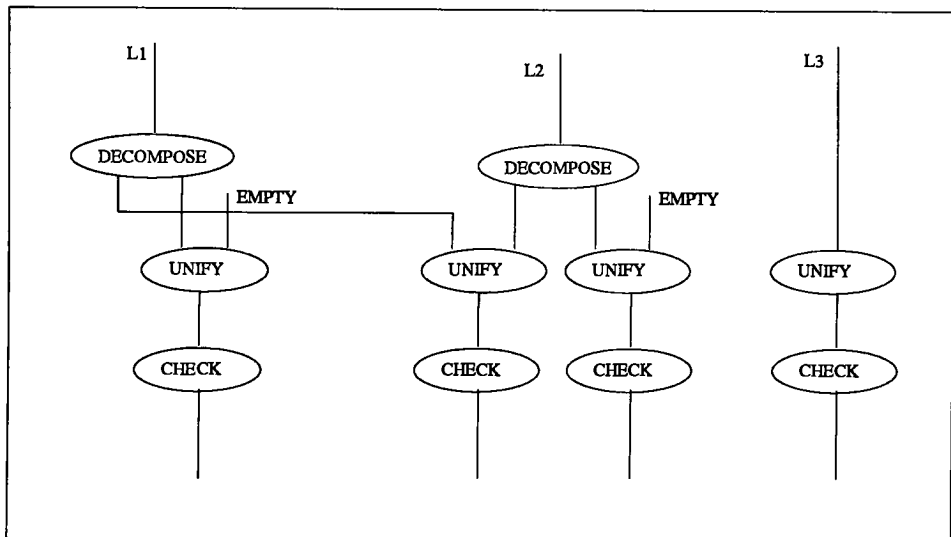 L1
L2
L3
DECOMPOSE
DECOMPOSE
EMPTY
EMPTY
UNIFY
UNIFY
UNIFY
UNIFY
CHECK
CHECK
CHECK
CHECK